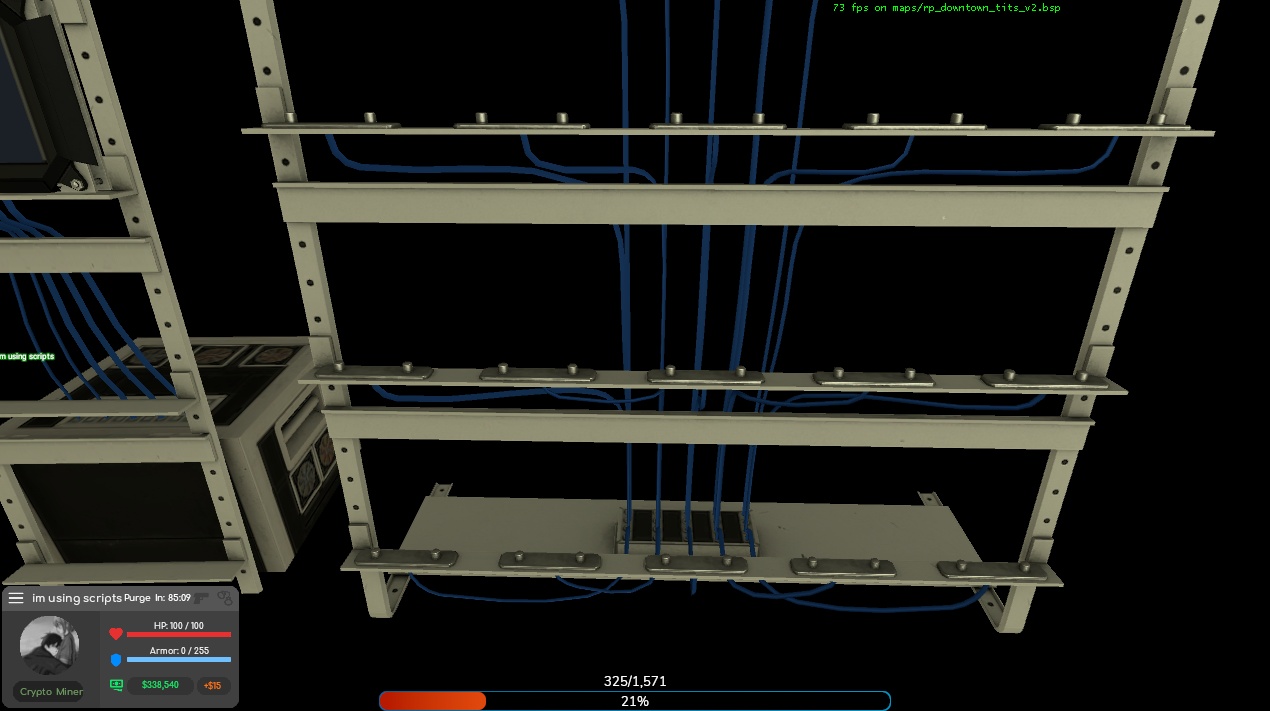 73 fps on maps/rp_downtown_tits_v2.bsp
m using scripts
im using scripts Purge In: 85:09
HP: 100 / 100
Armor: 0 / 255
$338,540 +$15
Crypto Miner
325/1,571
21%